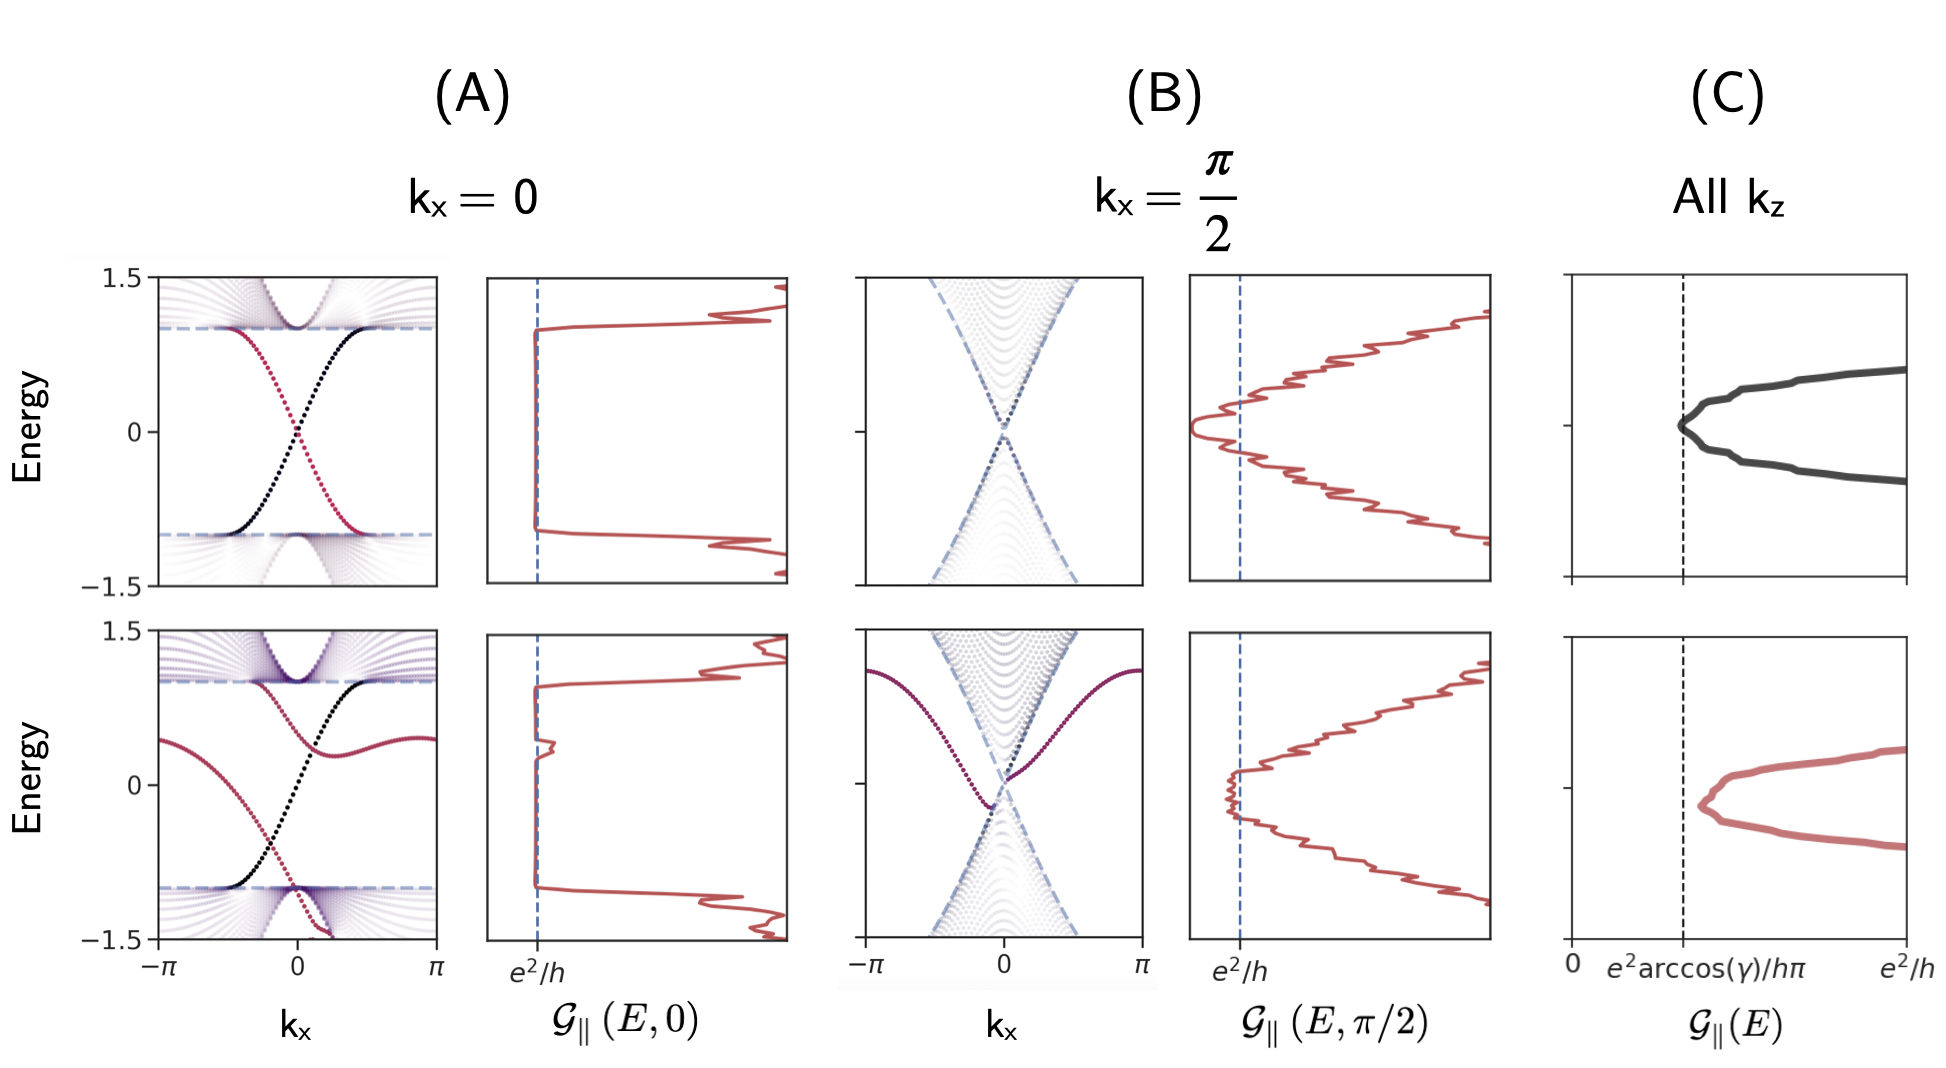 (A)
(B)
(C)
kₓ = 0
kₓ = π/2
All k_z
1.5
0
−1.5
Energy
1.5
0
−1.5
Energy
−π 0 π
e²/h
−π 0 π
e²/h
0 e²arccos(γ)/hπ e²/h
kₓ
𝒢∥ (E, 0)
kₓ
𝒢∥ (E, π/2)
𝒢∥(E)